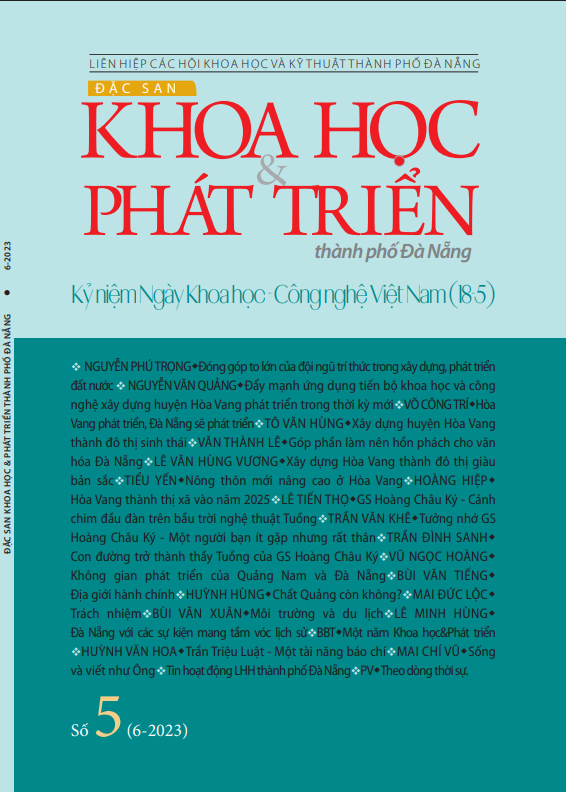 LIÊN HIỆP CÁC HỘI KHOA HỌC VÀ KỸ THUẬT THÀNH PHỐ ĐÀ NẴNG
ĐẶC SAN
KHOA HỌC
&
PHÁT TRIỂN
thành phố Đà Nẵng
Kỷ niệm Ngày Khoa học - Công nghệ Việt Nam (18-5)
❖ NGUYỄN PHÚ TRỌNG◆Đóng góp to lớn của đội ngũ trí thức trong xây dựng, phát triển
đất nước ❖ NGUYỄN VĂN QUẢNG◆Đẩy mạnh ứng dụng tiến bộ khoa học và công
nghệ xây dựng huyện Hòa Vang phát triển trong thời kỳ mới❖VÕ CÔNG TRÍ◆Hòa
Vang phát triển, Đà Nẵng sẽ phát triển❖TÔ VĂN HÙNG◆Xây dựng huyện Hòa Vang
thành đô thị sinh thái❖VĂN THÀNH LÊ◆Góp phần làm nên hồn phách cho văn
hóa Đà Nẵng❖LÊ VĂN HÙNG VƯƠNG◆Xây dựng Hòa Vang thành đô thị giàu
bản sắc❖TIỂU YẾN◆Nông thôn mới nâng cao ở Hòa Vang❖HOÀNG HIỆP◆
Hòa Vang thành thị xã vào năm 2025❖LÊ TIẾN THỌ◆GS Hoàng Châu Ký - Cánh
chim đầu đàn trên bầu trời nghệ thuật Tuồng❖TRẦN VĂN KHÊ◆Tưởng nhớ GS
Hoàng Châu Ký - Một người bạn ít gặp nhưng rất thân❖TRẦN ĐÌNH SANH◆
Con đường trở thành thầy Tuồng của GS Hoàng Châu Ký❖VŨ NGỌC HOÀNG◆
Không gian phát triển của Quảng Nam và Đà Nẵng❖BÙI VĂN TIẾNG◆
Địa giới hành chính❖HUỲNH HÙNG◆Chất Quảng còn không?❖MAI ĐỨC LỘC◆
Trách nhiệm❖BÙI VĂN XUÂN◆Môi trường và du lịch❖LÊ MINH HÙNG◆
Đà Nẵng với các sự kiện mang tầm vóc lịch sử❖BBT◆Một năm Khoa học&Phát triển
❖HUỲNH VĂN HOA◆Trần Triệu Luật - Một tài năng báo chí❖MAI CHÍ VŨ◆Sống
và viết như Ông ❖Tin hoạt động LHH thành phố Đà Nẵng❖PV◆Theo dòng thời sự.
Số 5 (6-2023)
ĐẶC SAN KHOA HỌC & PHÁT TRIỂN THÀNH PHỐ ĐÀ NẴNG ● 6-2023